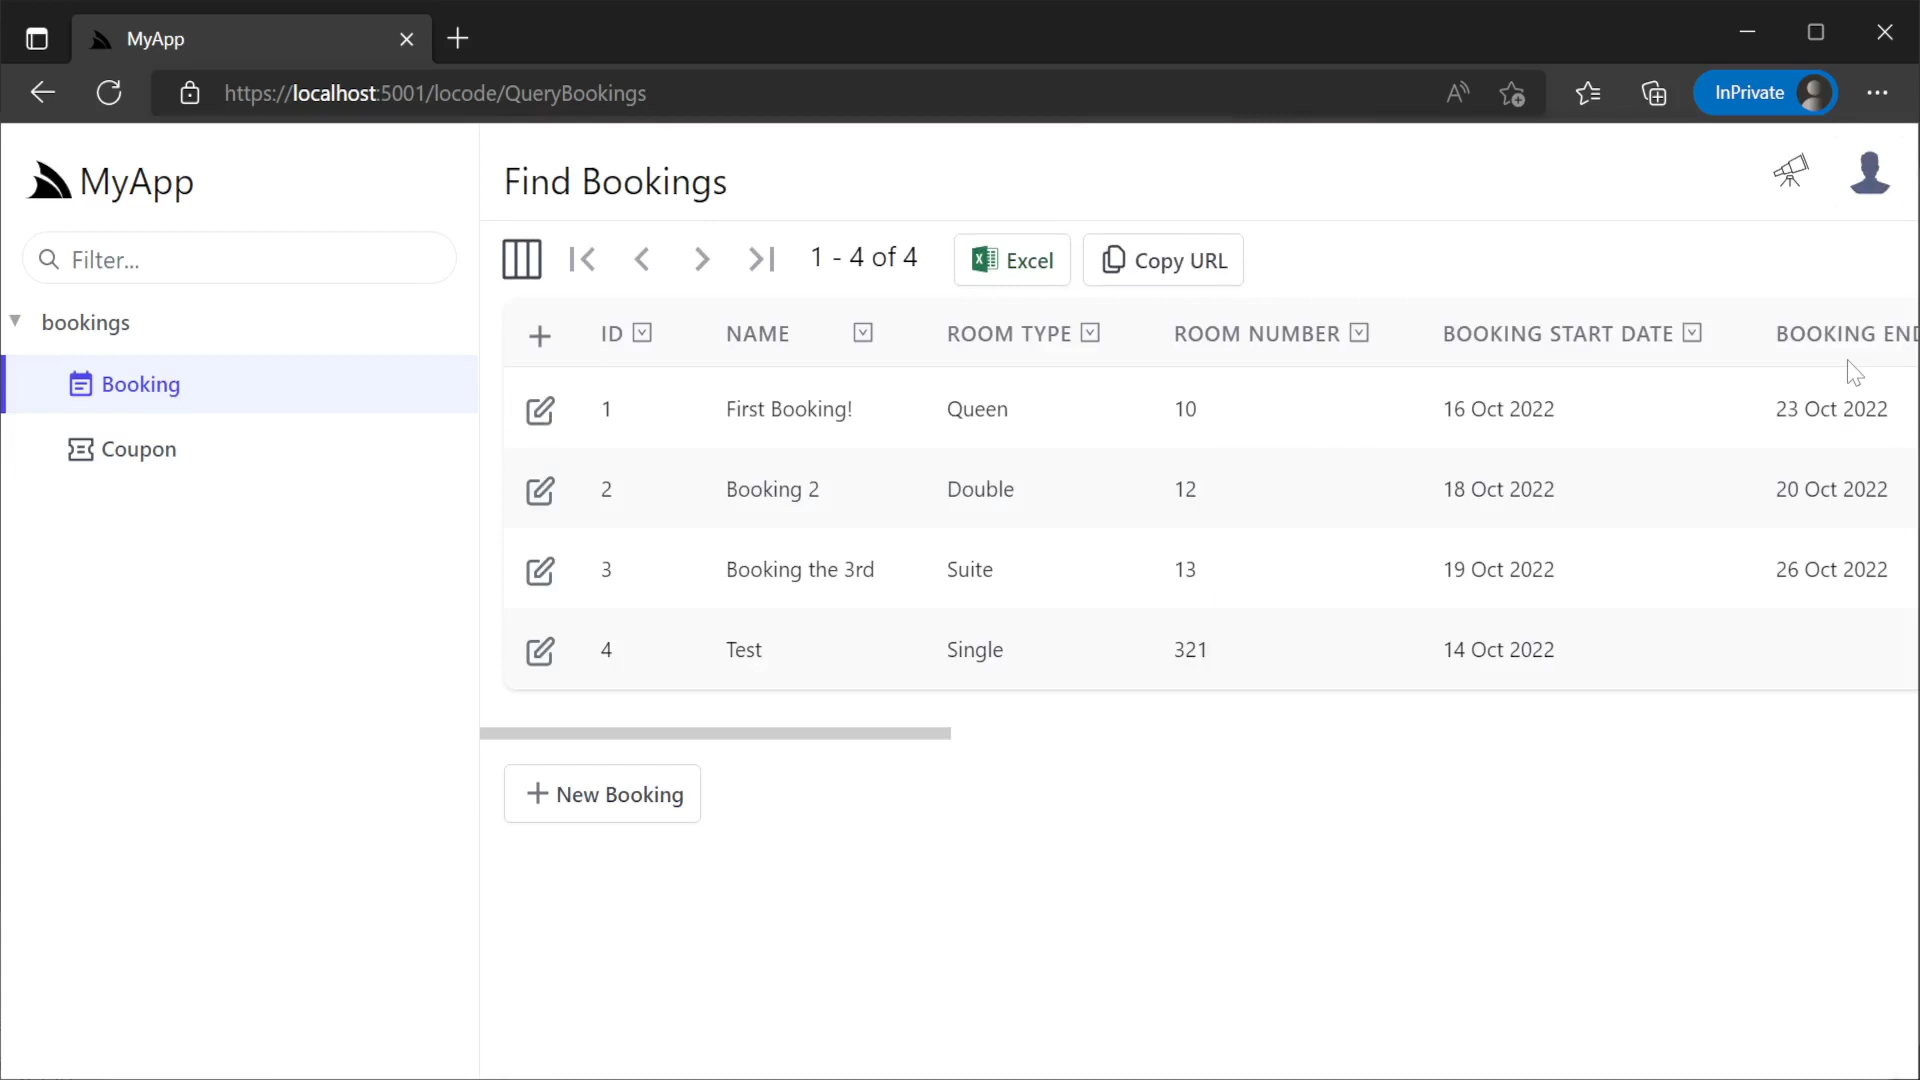 MyApp
https://localhost:5001/locode/QueryBookings
InPrivate
MyApp
Find Bookings
Filter...
1 - 4 of 4
Excel
Copy URL
bookings
Booking
Coupon
ID NAME ROOM TYPE ROOM NUMBER BOOKING START DATE BOOKING END
1 First Booking! Queen 10 16 Oct 2022 23 Oct 2022
2 Booking 2 Double 12 18 Oct 2022 20 Oct 2022
3 Booking the 3rd Suite 13 19 Oct 2022 26 Oct 2022
4 Test Single 321 14 Oct 2022
New Booking